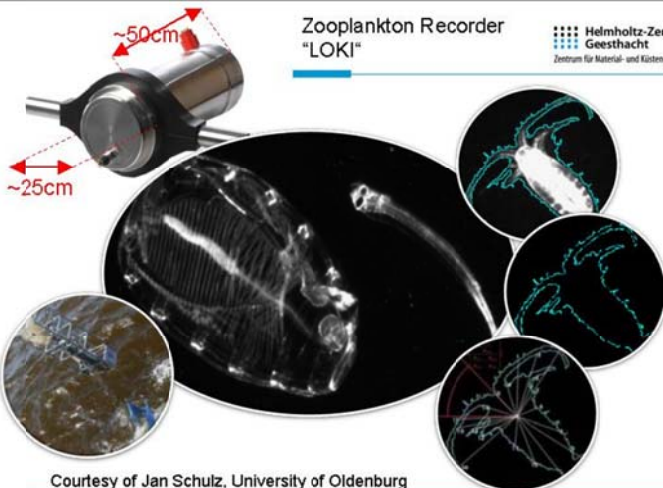 ~50cm
Zooplankton Recorder
"LOKI"
Helmholtz-Ze
Geesthacht
Zentrum für Material- und Küsten
~25cm
Courtesy of Jan Schulz, University of Oldenburg